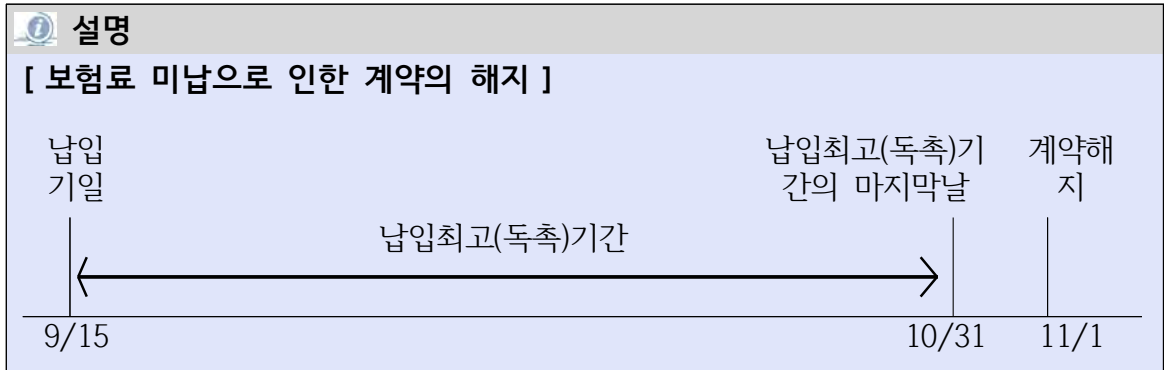 설명
[ 보험료 미납으로 인한 계약의 해지 ]
납입
기일
납입최고(독촉)기
간의 마지막날
계약해
지
납입최고(독촉)기간
9/15
10/31
11/1